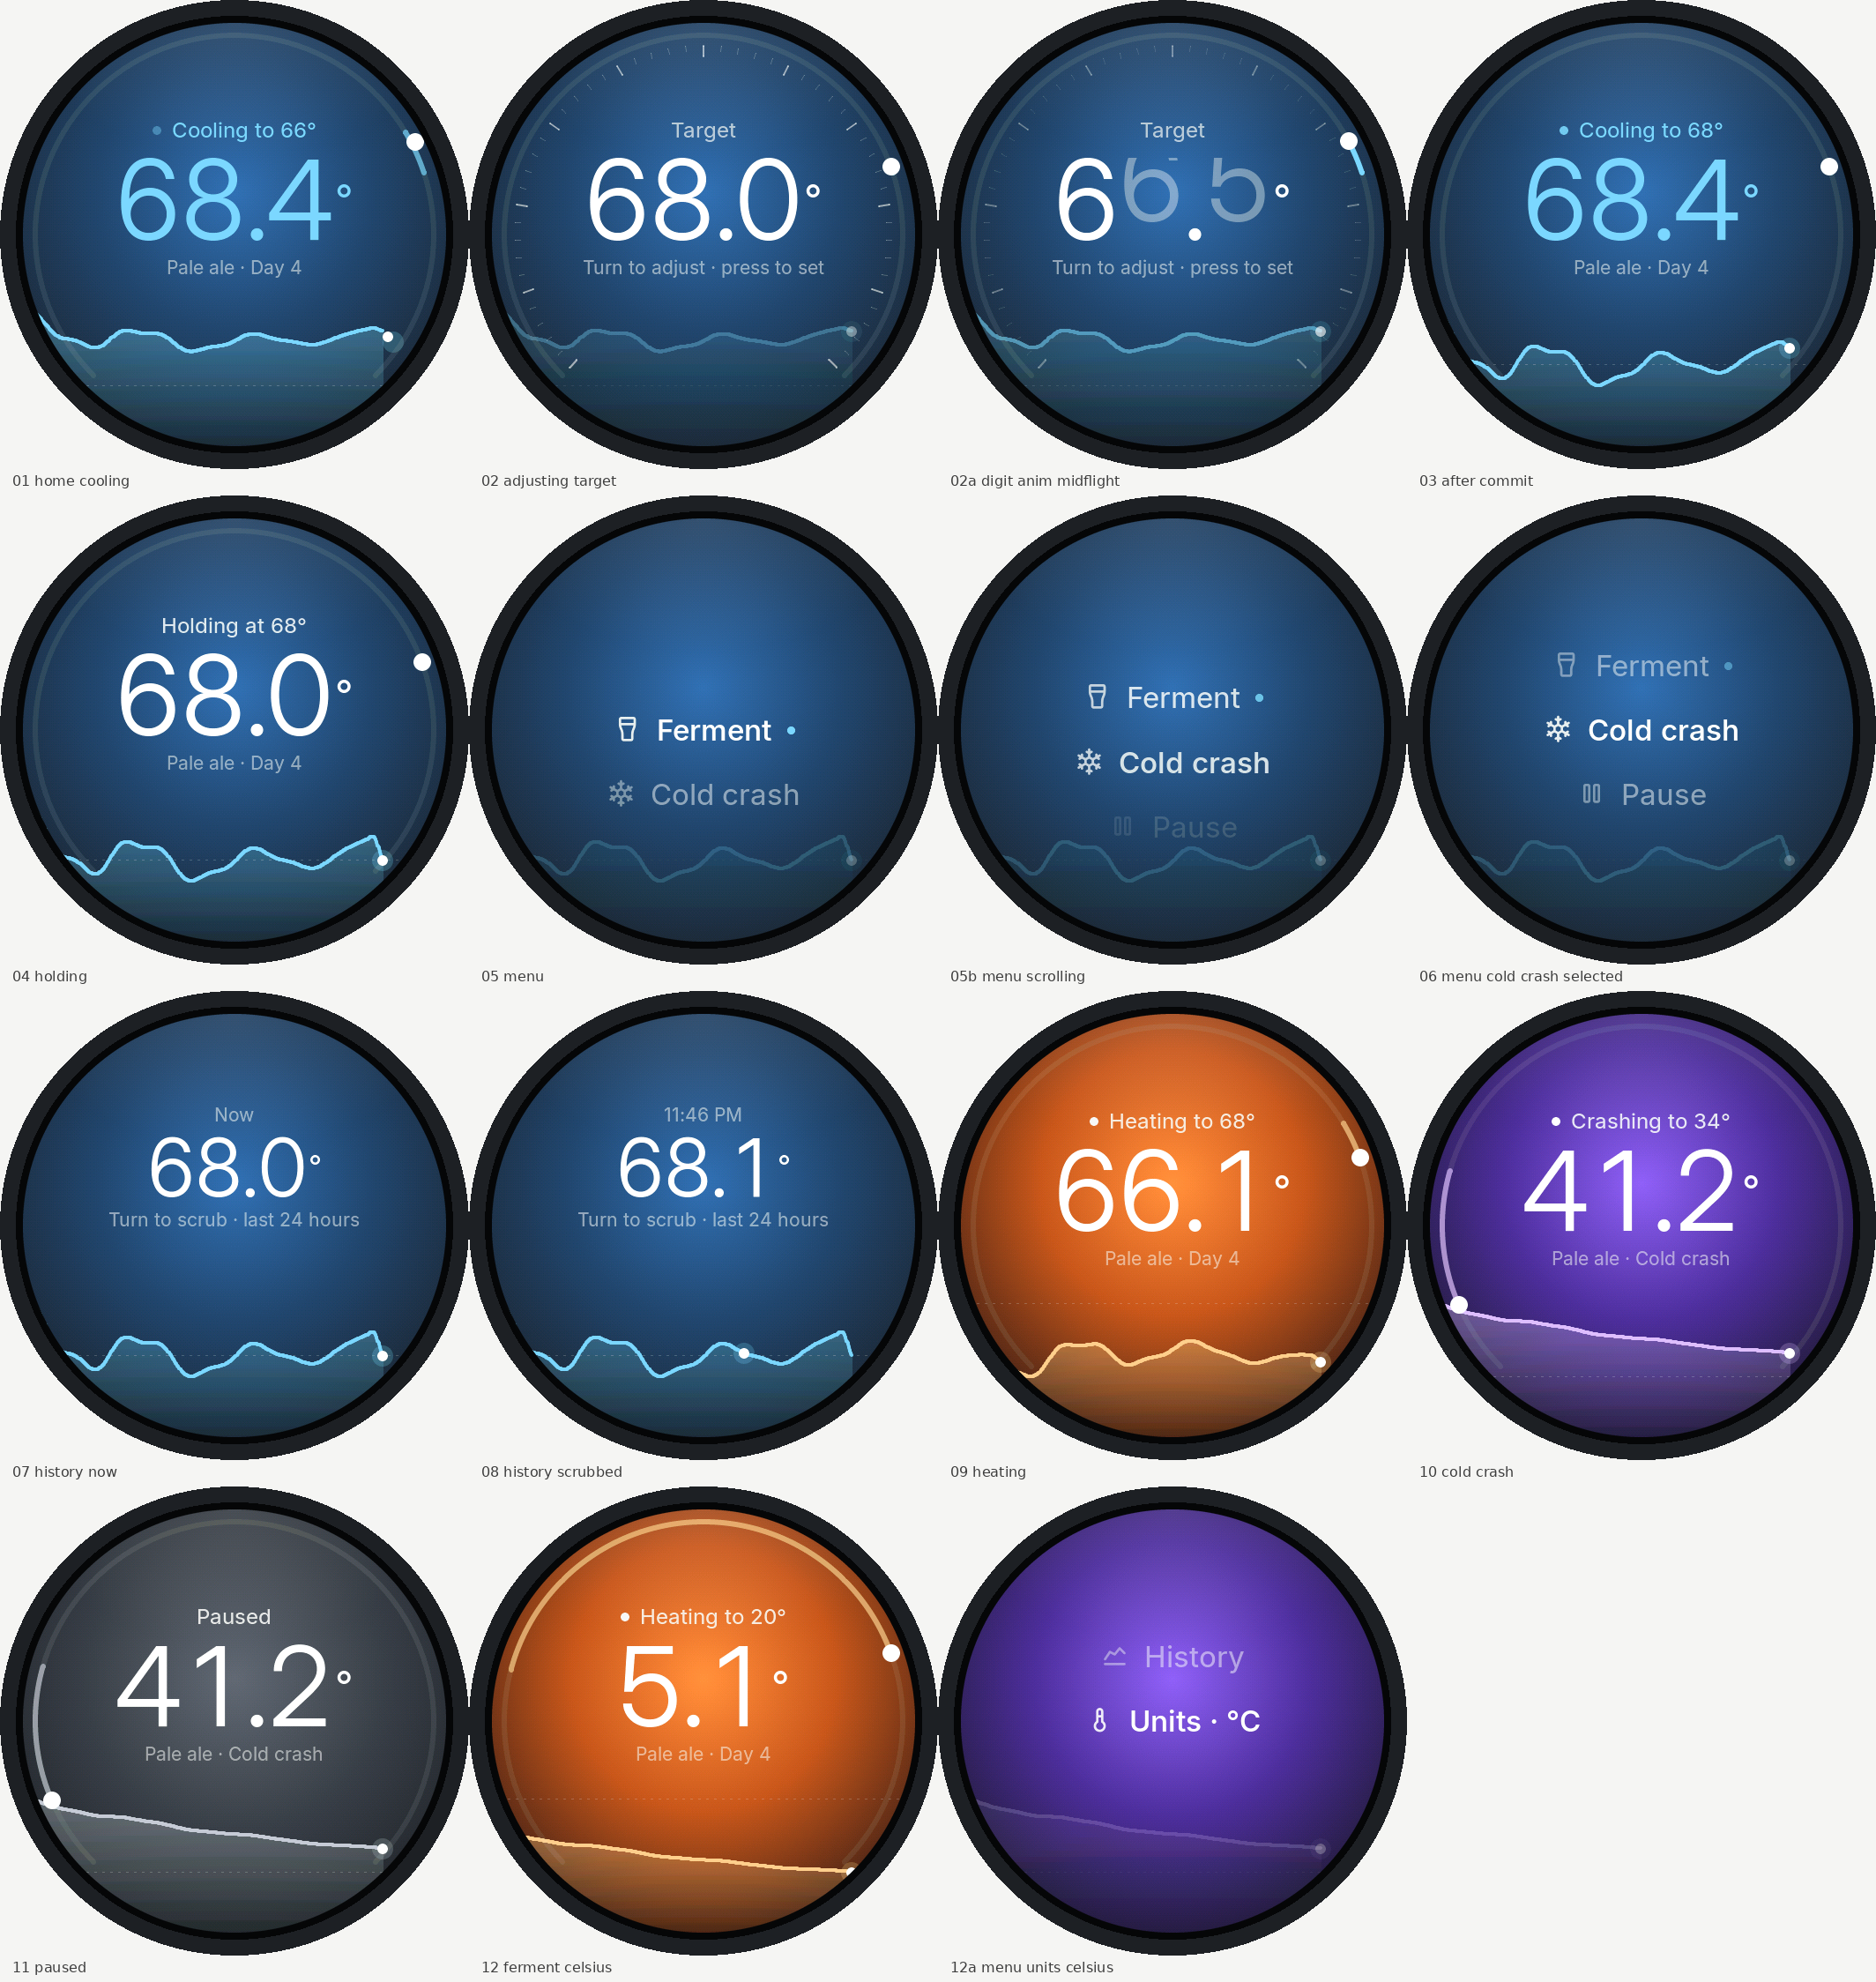 Cooling to 66°
68.4°
Pale ale · Day 4
01 home cooling
Target
68.0°
Turn to adjust · press to set
02 adjusting target
Target
66.5°
Turn to adjust · press to set
02a digit anim midflight
Cooling to 68°
68.4°
Pale ale · Day 4
03 after commit
Holding at 68°
68.0°
Pale ale · Day 4
04 holding
Ferment
Cold crash
05 menu
Ferment
Cold crash
Pause
05b menu scrolling
Ferment
Cold crash
Pause
06 menu cold crash selected
Now
68.0°
Turn to scrub · last 24 hours
07 history now
11:46 PM
68.1°
Turn to scrub · last 24 hours
08 history scrubbed
Heating to 68°
66.1°
Pale ale · Day 4
09 heating
Crashing to 34°
41.2°
Pale ale · Cold crash
10 cold crash
Paused
41.2°
Pale ale · Cold crash
11 paused
Heating to 20°
5.1°
Pale ale · Day 4
12 ferment celsius
History
Units · °C
12a menu units celsius